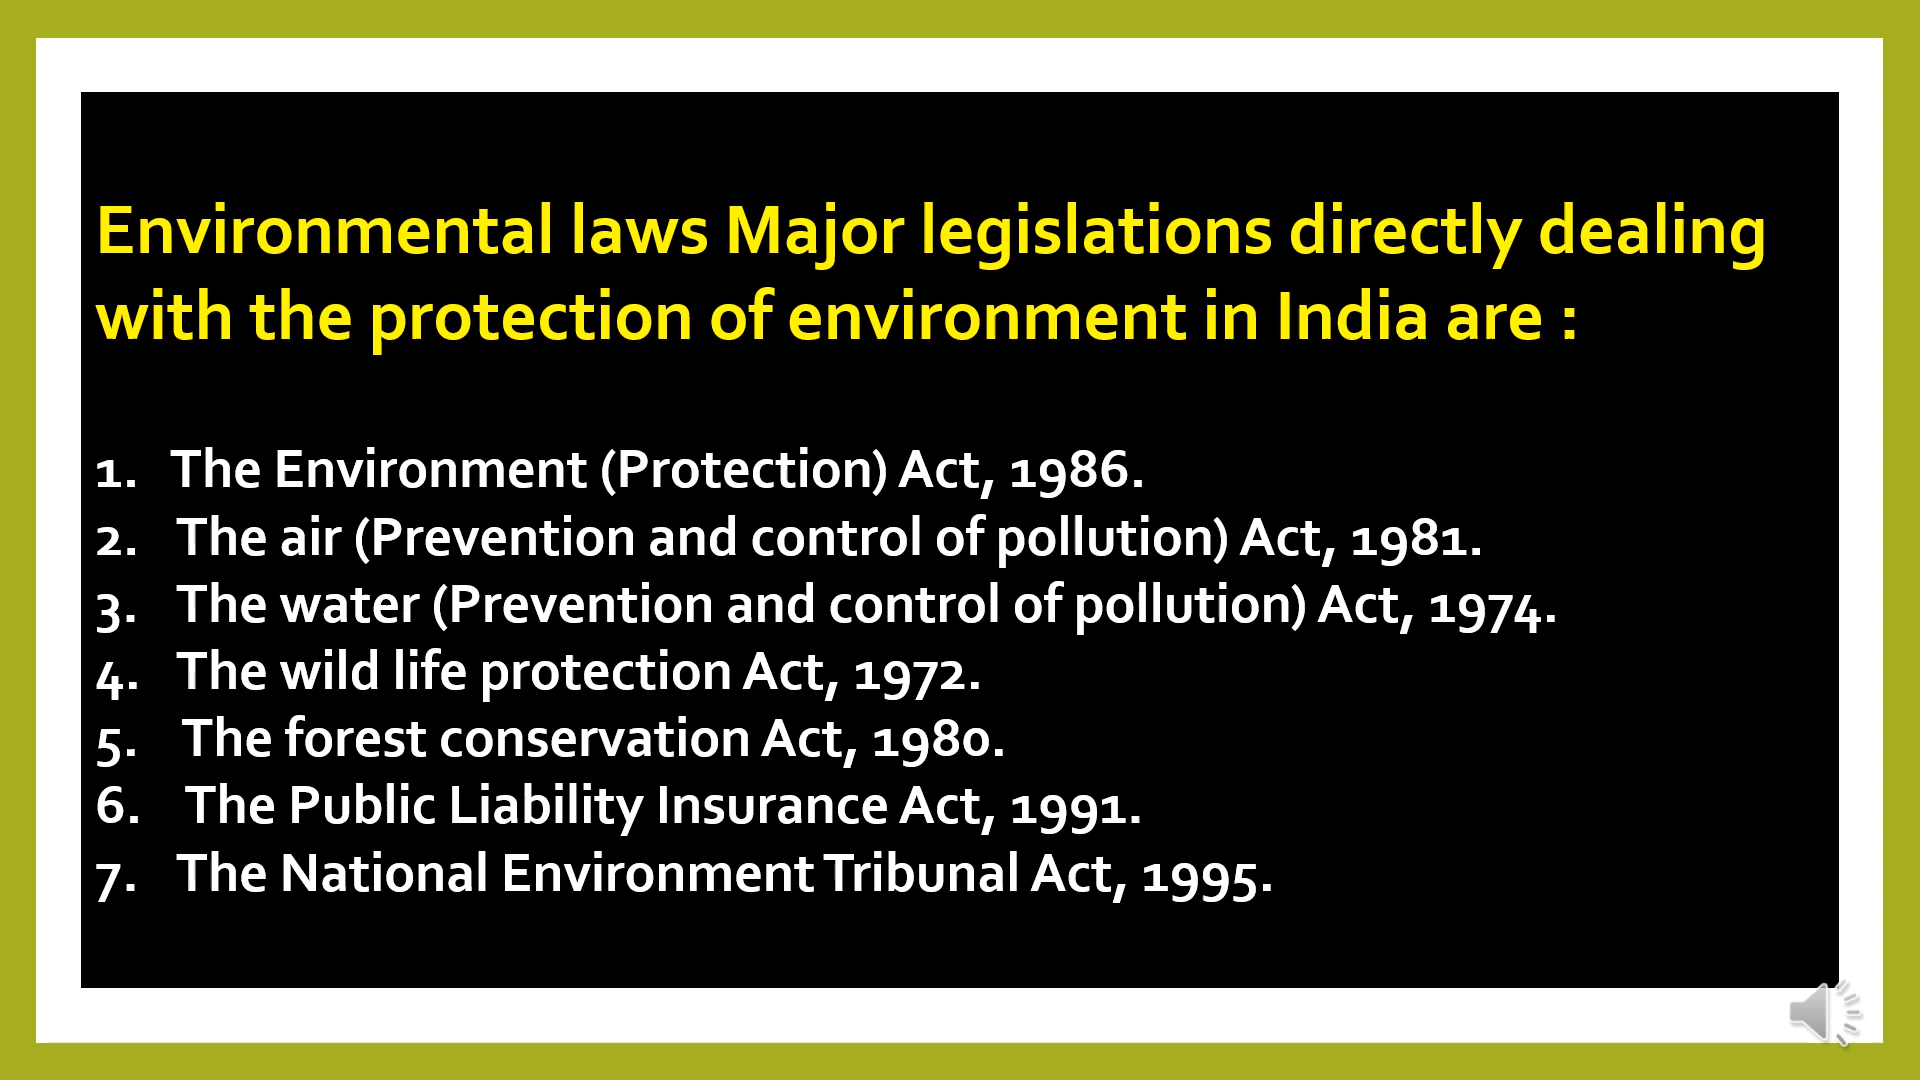 Environmental laws Major legislations directly dealing
with the protection of environment in India are :
1. The Environment (Protection) Act, 1986.
2. The air (Prevention and control of pollution) Act, 1981.
3. The water (Prevention and control of pollution) Act, 1974.
4. The wild life protection Act, 1972.
5. The forest conservation Act, 1980.
6. The Public Liability Insurance Act, 1991.
7. The National Environment Tribunal Act, 1995.